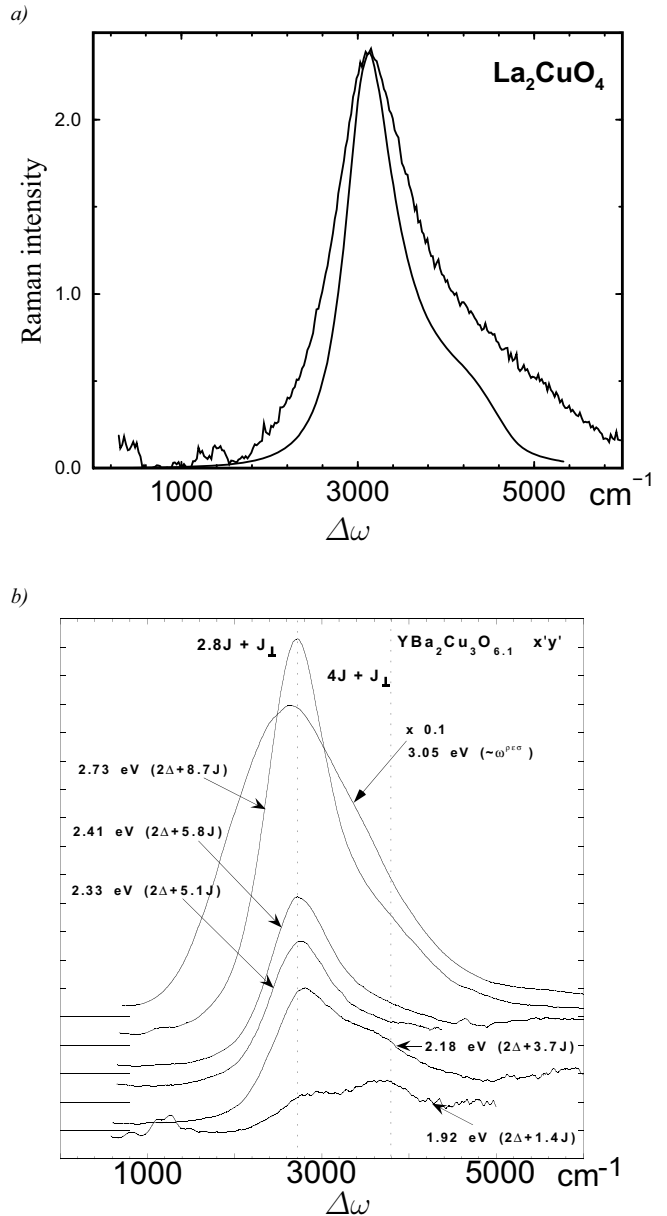 a)
La₂CuO₄
Raman intensity
2.0
1.0
0.0
1000 3000 5000 cm⁻¹
Δω
b)
2.8J + J⊥
4J + J⊥
YBa₂Cu₃O₆.₁ x'y'
x 0.1
3.05 eV (~ω^ρεσ )
2.73 eV (2Δ+8.7J)
2.41 eV (2Δ+5.8J)
2.33 eV (2Δ+5.1J)
2.18 eV (2Δ+3.7J)
1.92 eV (2Δ+1.4J)
1000 3000 5000 cm⁻¹
Δω